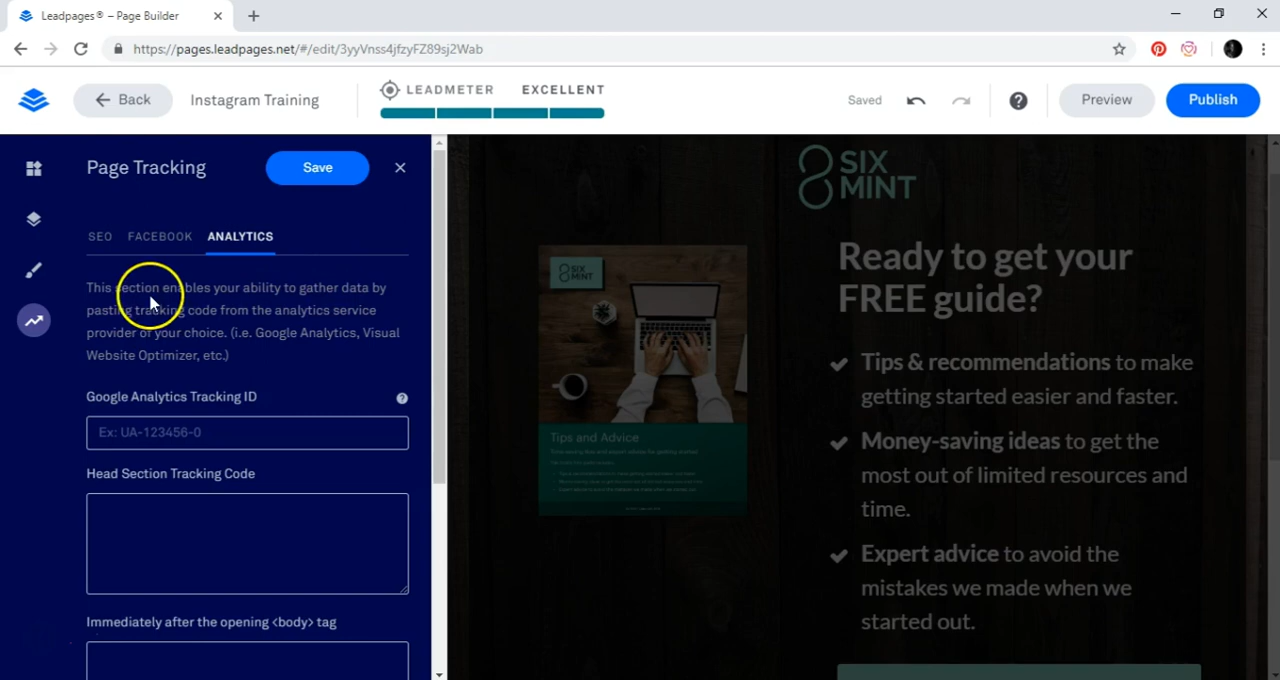 Leadpages® – Page Builder
https://pages.leadpages.net/#/edit/3yyVnss4jfzyFZ89sj2Wab
Back
Instagram Training
LEADMETER
EXCELLENT
Saved
Preview
Publish
Page Tracking
Save
SEO
FACEBOOK
ANALYTICS
This section enables your ability to gather data by
pasting tracking code from the analytics service
provider of your choice. (i.e. Google Analytics, Visual
Website Optimizer, etc.)
Google Analytics Tracking ID
Ex: UA-123456-0
Head Section Tracking Code
Immediately after the opening <body> tag
SIX
MINT
SIX
MINT
Tips and Advice
Ready to get your
FREE guide?
Tips & recommendations to make
getting started easier and faster.
Money-saving ideas to get the
most out of limited resources and
time.
Expert advice to avoid the
mistakes we made when we
started out.